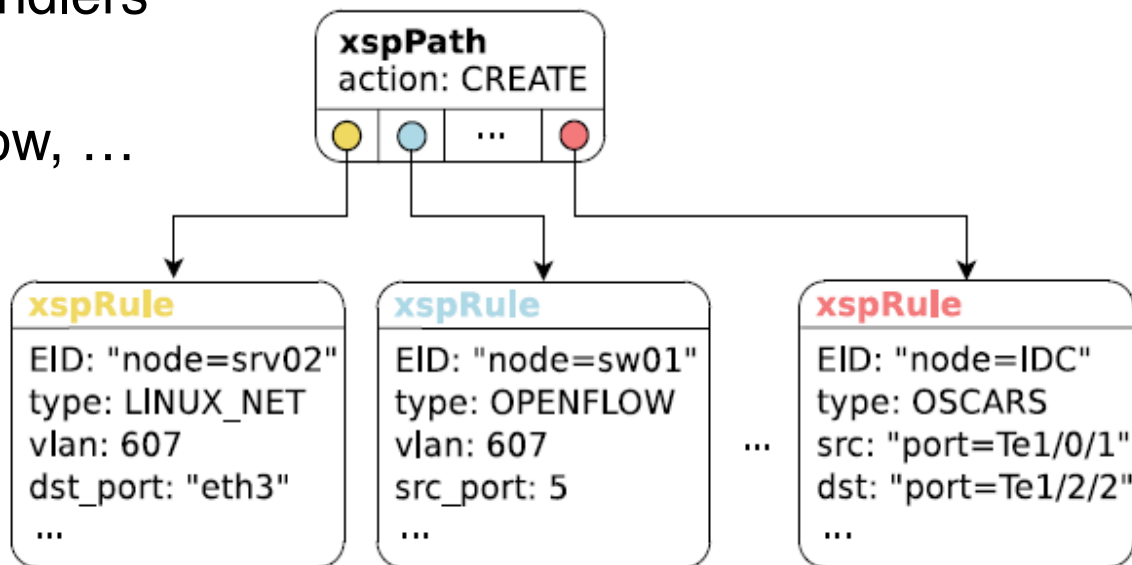 xspPath
action: CREATE
...
xspRule
EID: "node=srv02"
type: LINUX_NET
vlan: 607
dst_port: "eth3"
...
xspRule
EID: "node=sw01"
type: OPENFLOW
vlan: 607
src_port: 5
...
...
xspRule
EID: "node=IDC"
type: OSCARS
src: "port=Te1/0/1"
dst: "port=Te1/2/2"
...